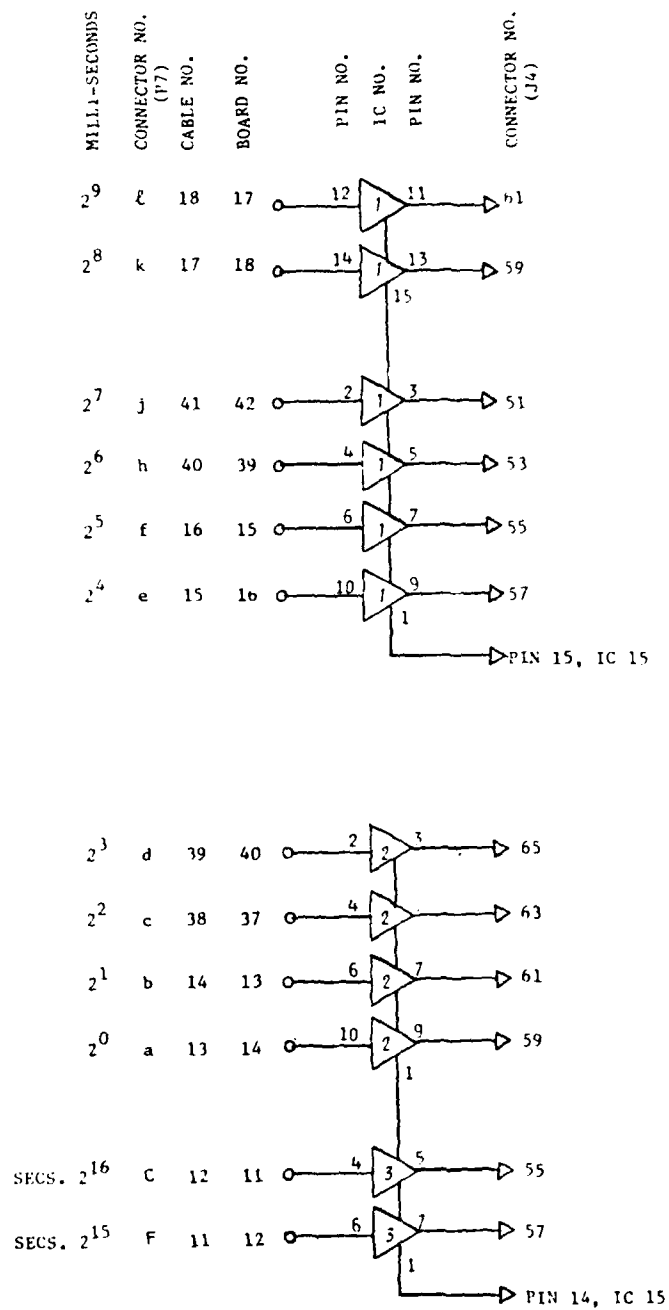 MILLI-SECONDS
CONNECTOR NO. (P7)
CABLE NO.
BOARD NO.
PIN NO.
IC NO.
PIN NO.
CONNECTOR NO. (J4)
2^9 ℓ 18 17 12 1 11 61
2^8 k 17 18 14 1 13 59
15
2^7 j 41 42 2 1 3 51
2^6 h 40 39 4 1 5 53
2^5 f 16 15 6 1 7 55
2^4 e 15 16 10 1 9 57
1
PIN 15, IC 15
2^3 d 39 40 2 2 3 65
2^2 c 38 37 4 2 63
2^1 b 14 13 6 2 7 61
2^0 a 13 14 10 2 9 59
1
SECS. 2^16 C 12 11 4 3 5 55
SECS. 2^15 F 11 12 6 3 7 57
1
PIN 14, IC 15